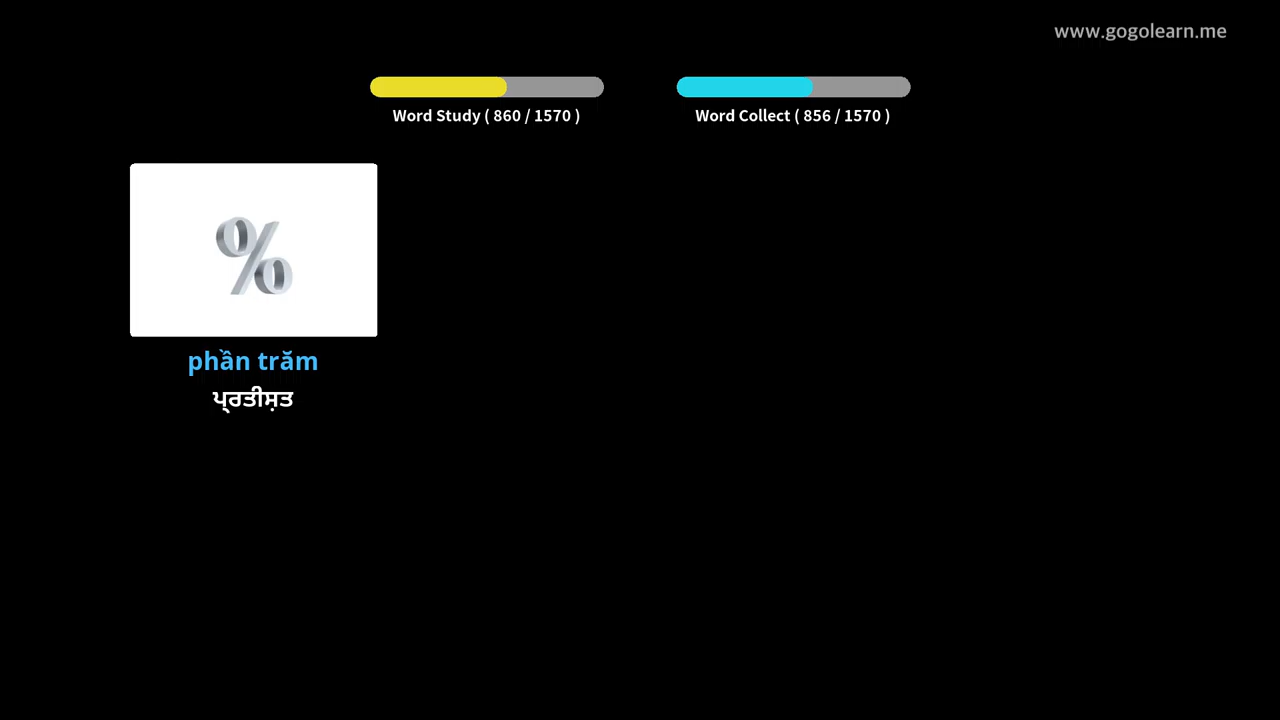 www.gogolearn.me
Word Study ( 860 / 1570 )
Word Collect ( 856 / 1570 )
%
phần trăm
ਪ੍ਰਤੀਸ਼ਤ